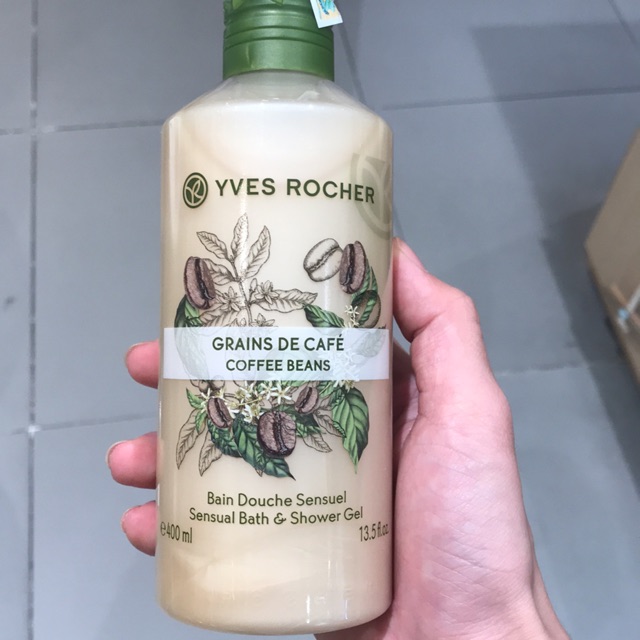 YVES ROCHER
GRAINS DE CAFÉ
COFFEE BEANS
Bain Douche Sensuel
Sensual Bath & Shower Gel
℮400 ml 13.5 fl.oz.